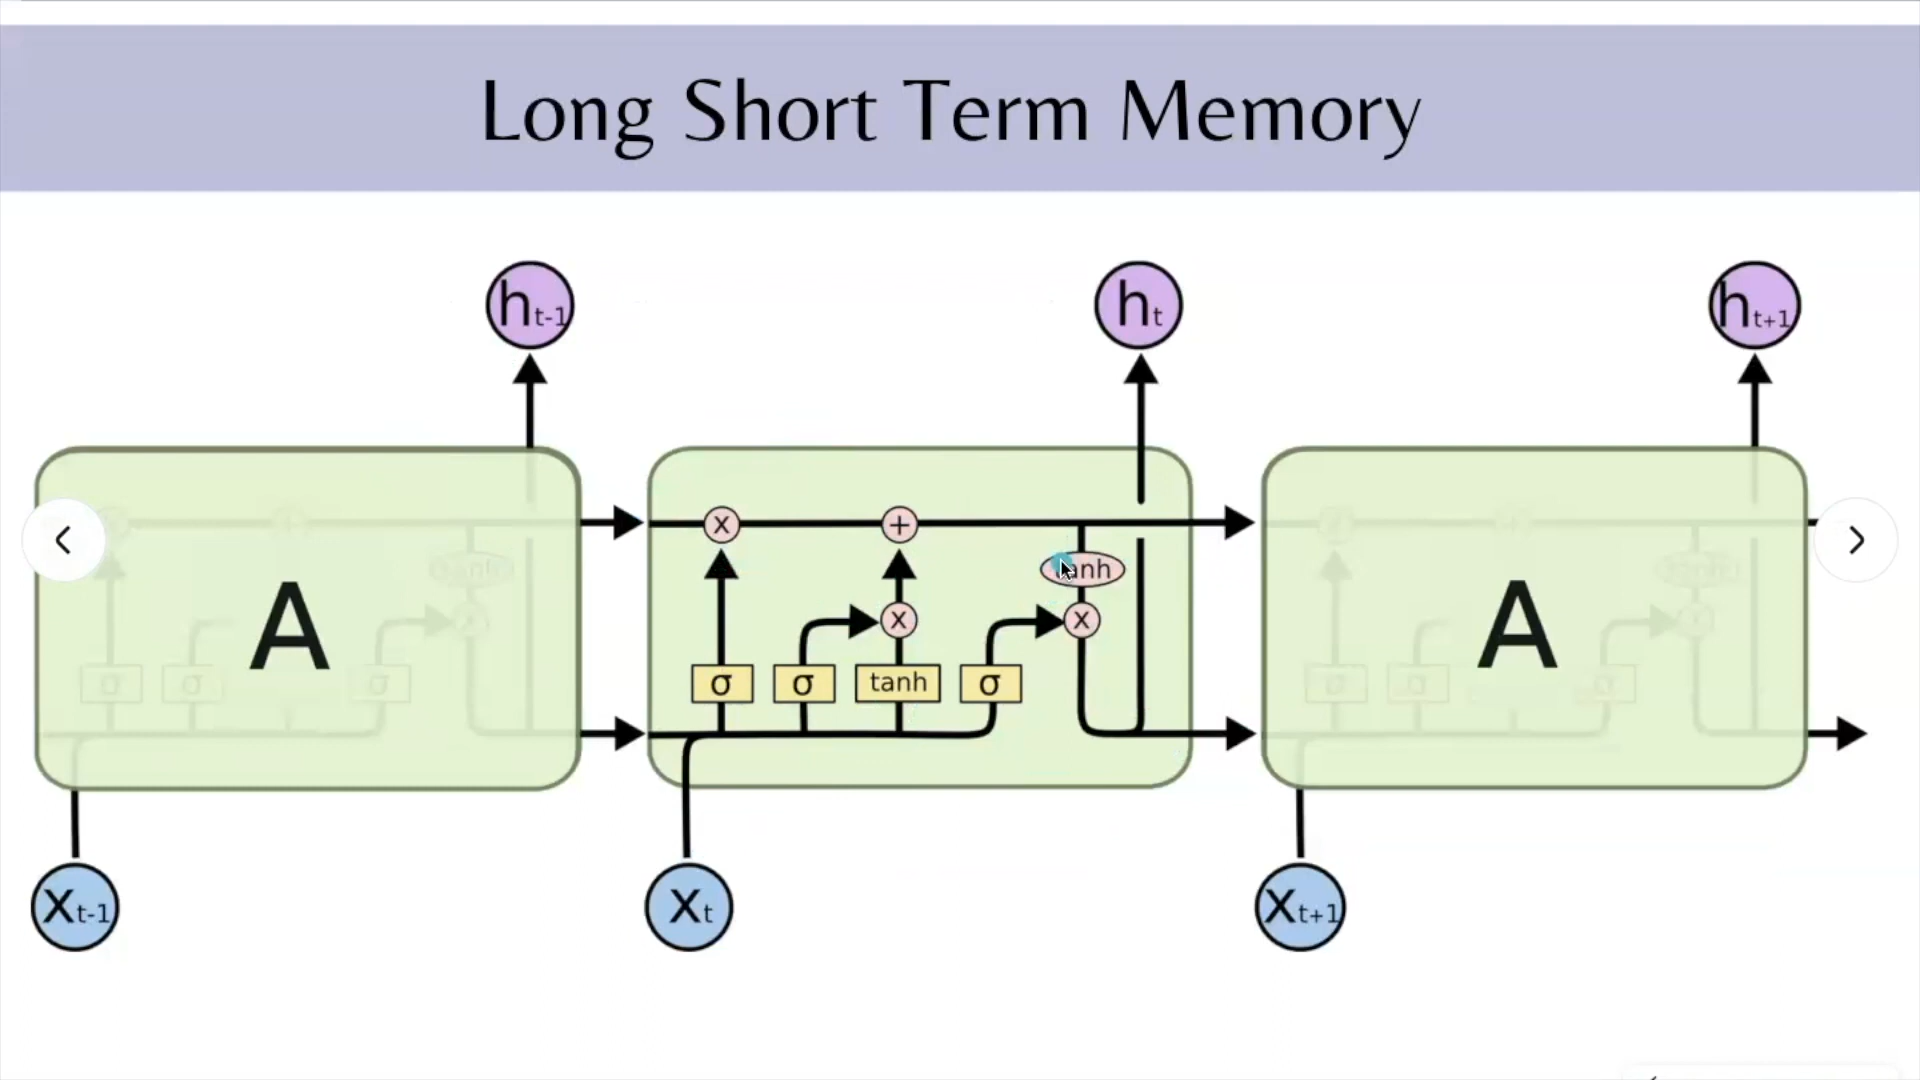 Long Short Term Memory
ht-1
ht
ht+1
x
+
tanh
x
x
A
σ
σ
tanh
σ
A
Xt-1
Xt
Xt+1